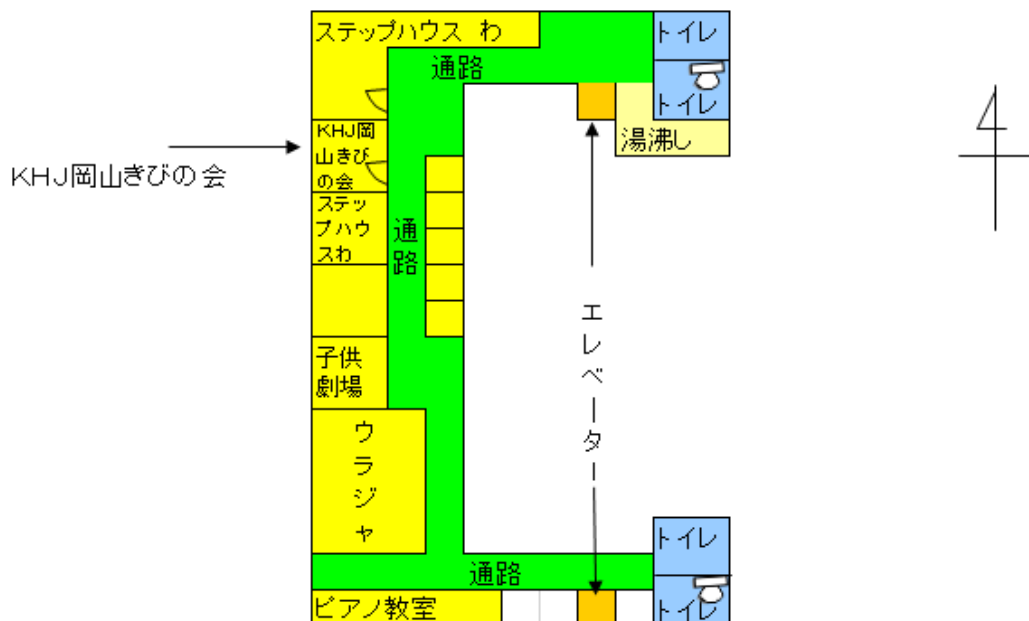 ステップハウス わ
トイレ
通路
トイレ
湯沸し
KHJ岡
山きび
の会
KHJ岡山きびの会
ステッ
プハウ
スわ
通
路
エレベーター
子供
劇場
ウラジャ
トイレ
通路
ピアノ教室
トイレ